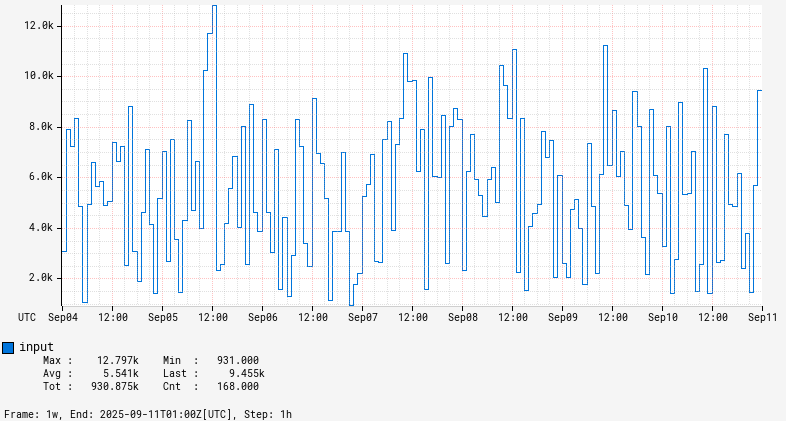 12.0k
10.0k
8.0k
6.0k
4.0k
2.0k
UTC Sep04 12:00 Sep05 12:00 Sep06 12:00 Sep07 12:00 Sep08 12:00 Sep09 12:00 Sep10 12:00 Sep11
input
Max : 12.797k Min : 931.000
Avg : 5.541k Last : 9.455k
Tot : 930.875k Cnt : 168.000
Frame: 1w, End: 2025-09-11T01:00Z[UTC], Step: 1h